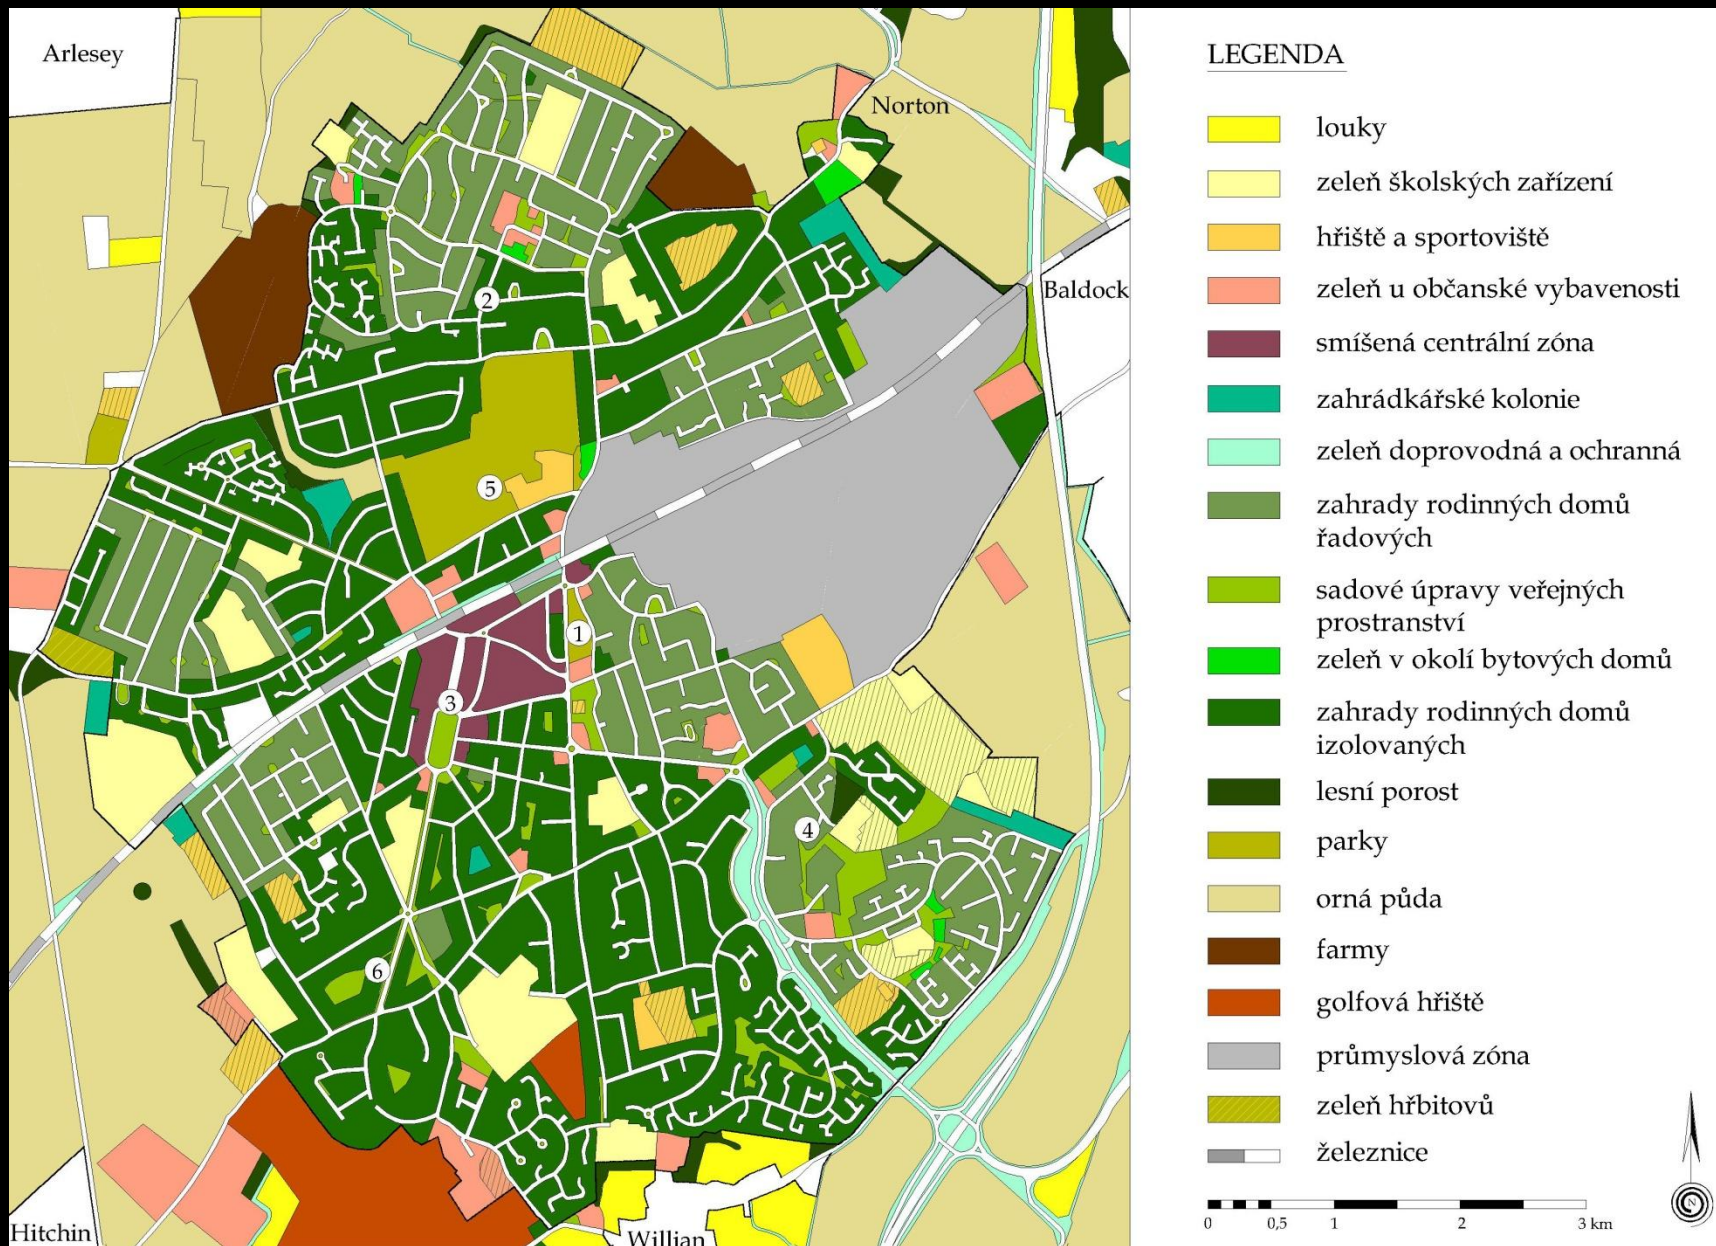 Arlesey
Norton
Baldock
Hitchin
Willian
1
2
3
4
5
6
LEGENDA
louky
zeleň školských zařízení
hřiště a sportoviště
zeleň u občanské vybavenosti
smíšená centrální zóna
zahrádkářské kolonie
zeleň doprovodná a ochranná
zahrady rodinných domů
řadových
sadové úpravy veřejných
prostranství
zeleň v okolí bytových domů
zahrady rodinných domů
izolovaných
lesní porost
parky
orná půda
farmy
golfová hřiště
průmyslová zóna
zeleň hřbitovů
železnice
0 0,5 1 2 3 km
N